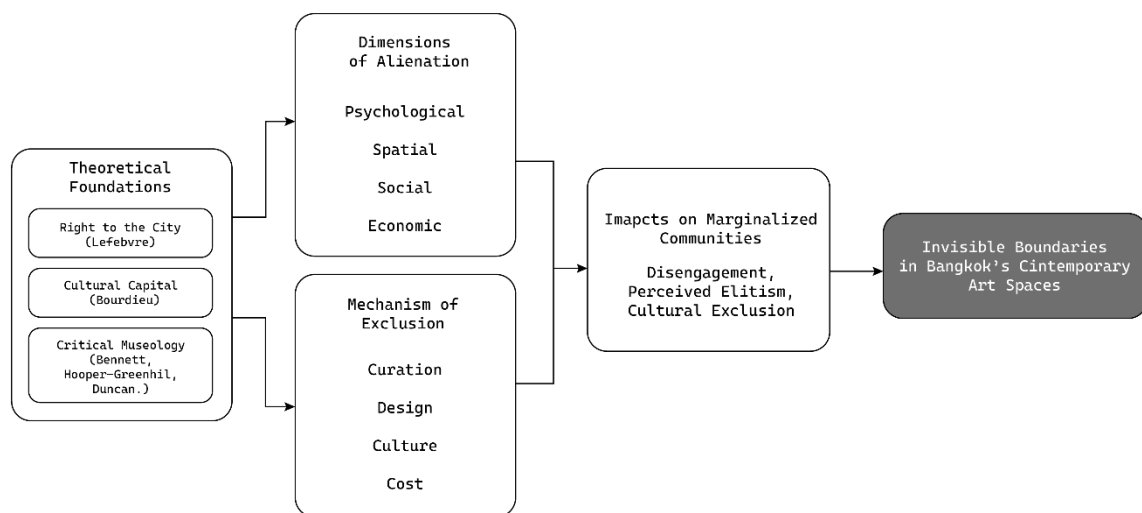 Theoretical
Foundations
Right to the City
(Lefebvre)
Cultural Capital
(Bourdieu)
Critical Museology
(Bennett,
Hooper-Greenhil,
Duncan.)
Dimensions
of Alienation
Psychological
Spatial
Social
Economic
Mechanism of
Exclusion
Curation
Design
Culture
Cost
Imapcts on Marginalized
Communities
Disengagement,
Perceived Elitism,
Cultural Exclusion
Invisible Boundaries
in Bangkok's Cintemporary
Art Spaces